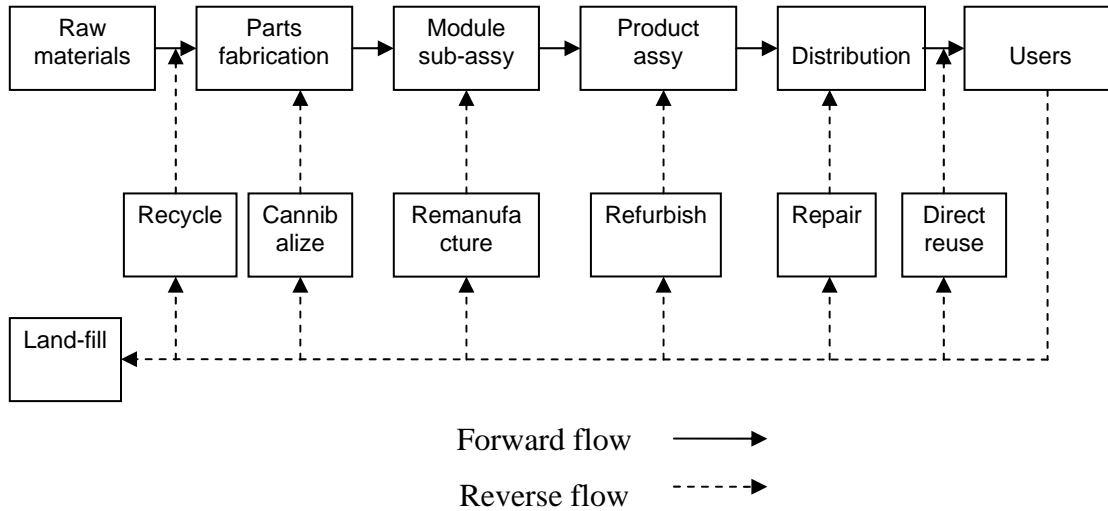 Raw
materials
Parts
fabrication
Module
sub-assy
Product
assy
Distribution
Users
Recycle
Cannib
alize
Remanufa
cture
Refurbish
Repair
Direct
reuse
Land-fill
Forward flow
Reverse flow